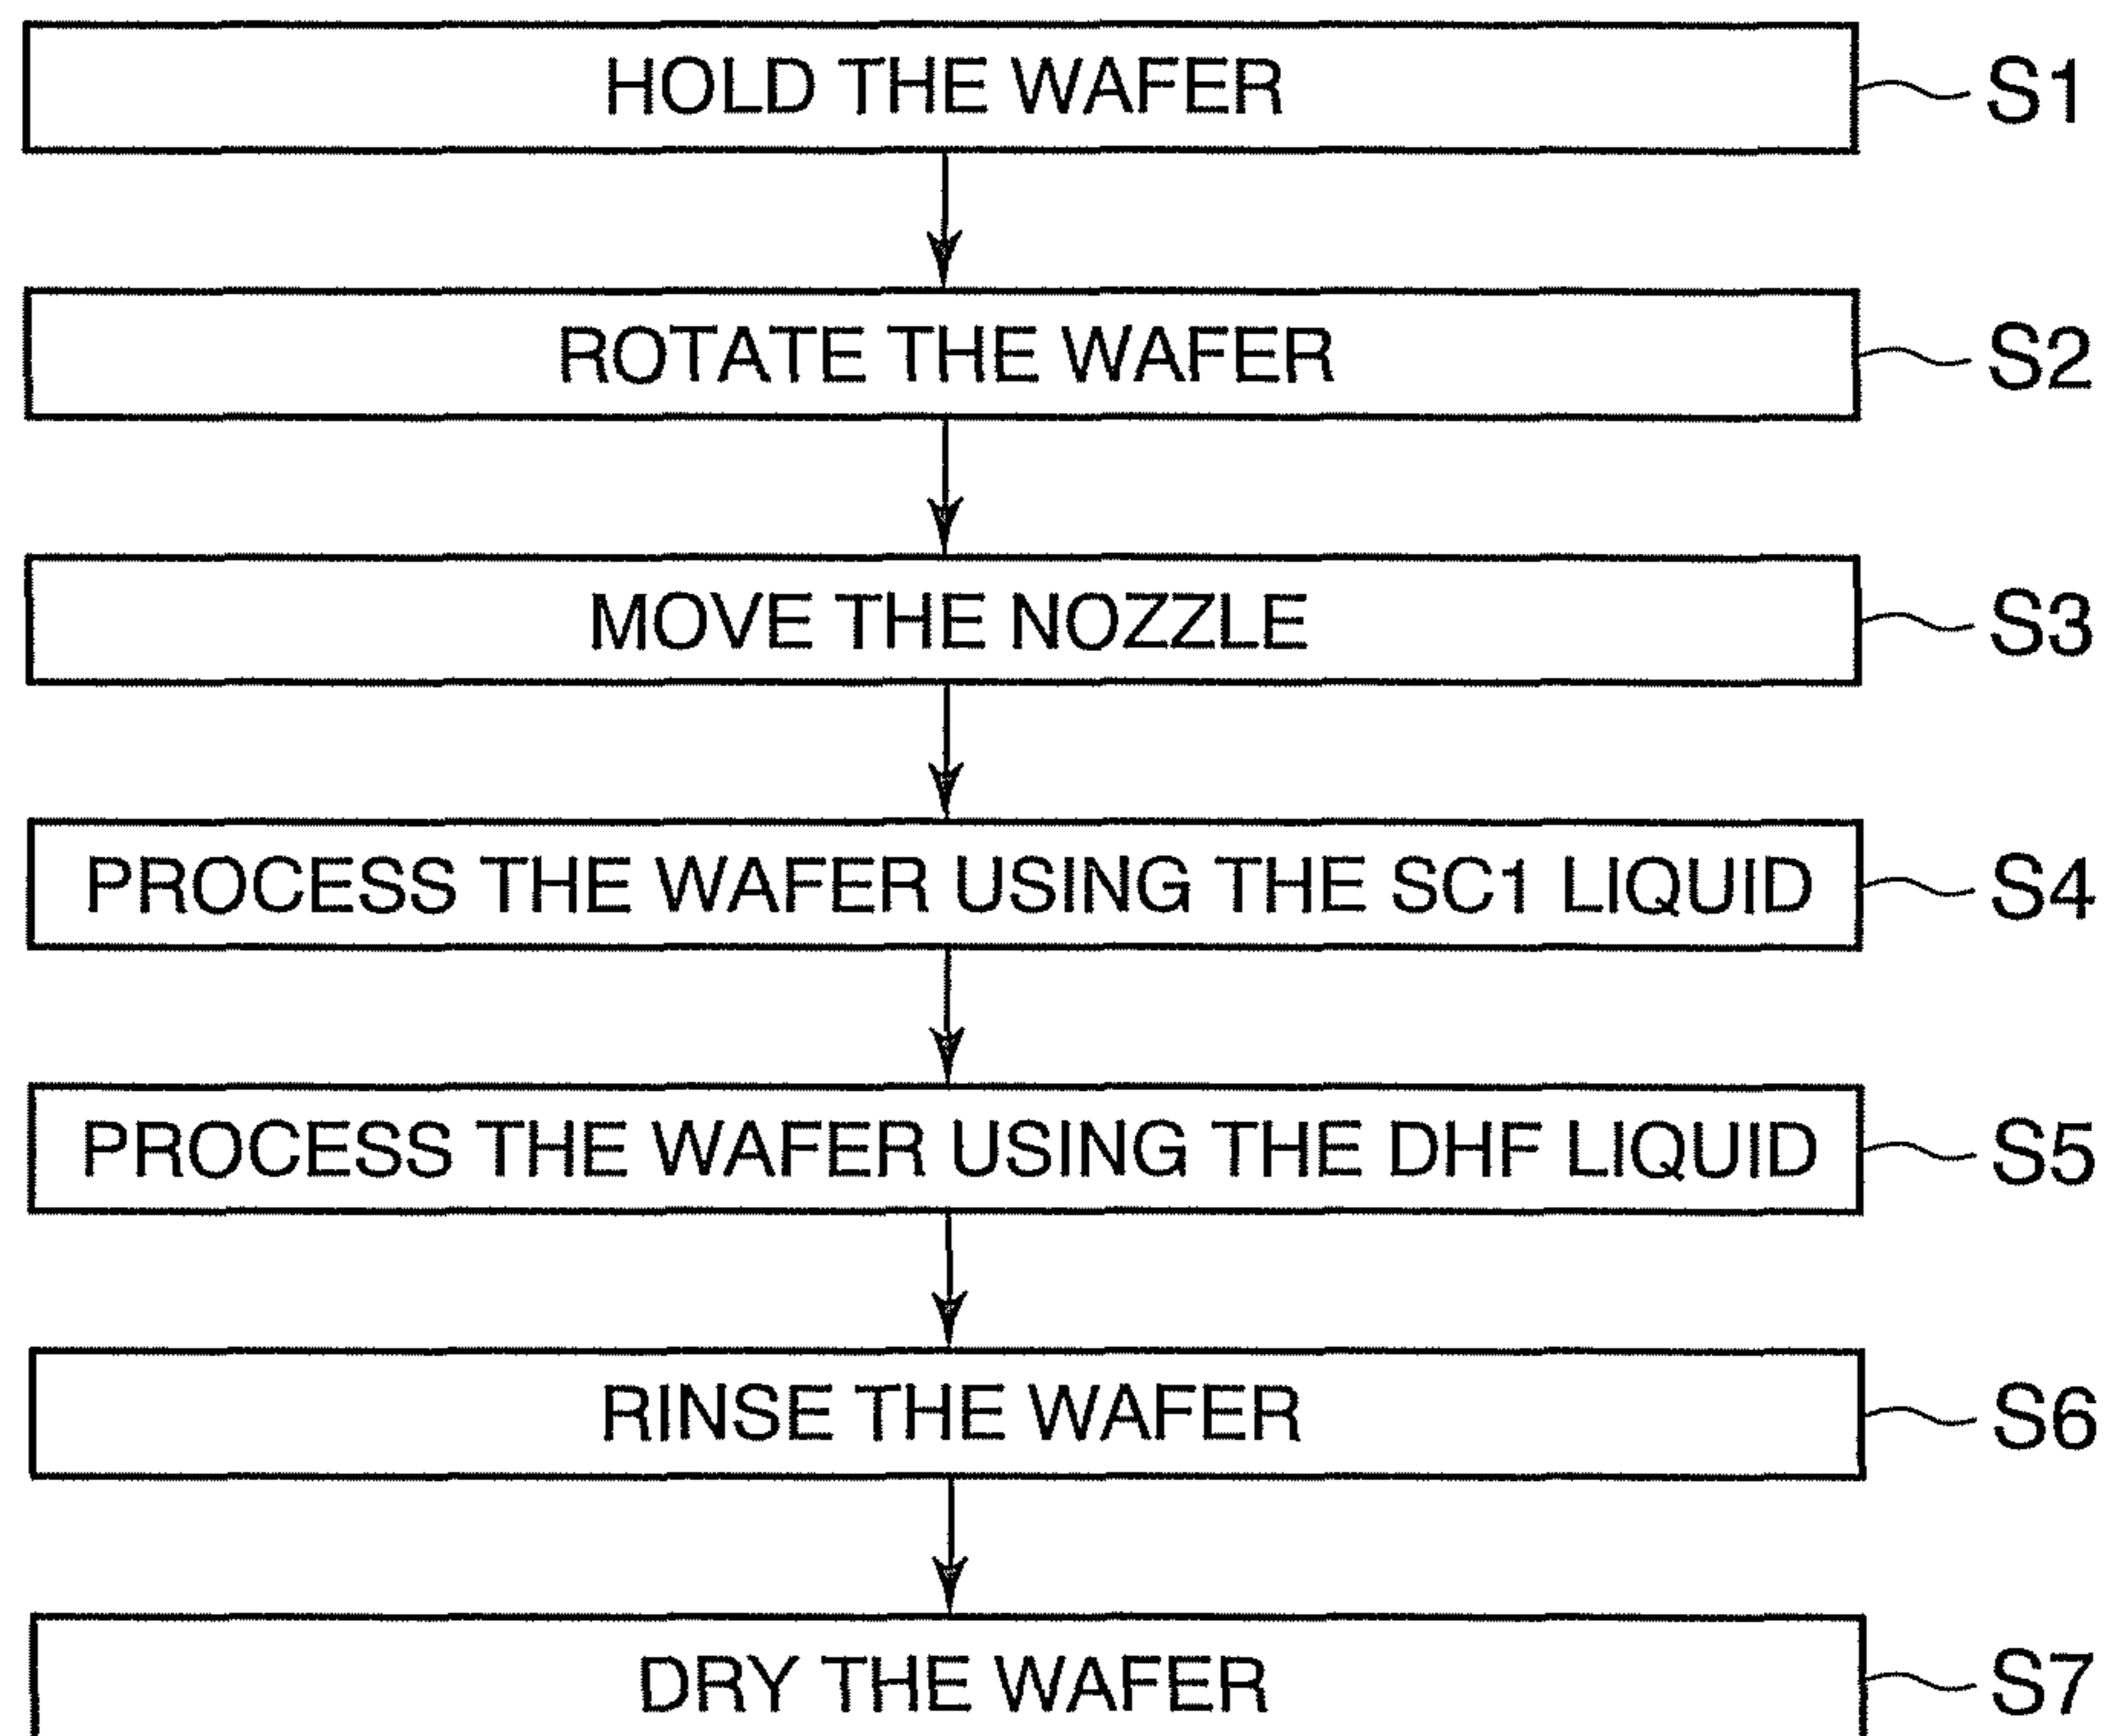 HOLD THE WAFER S1
ROTATE THE WAFER S2
MOVE THE NOZZLE S3
PROCESS THE WAFER USING THE SC1 LIQUID S4
PROCESS THE WAFER USING THE DHF LIQUID S5
RINSE THE WAFER S6
DRY THE WAFER S7